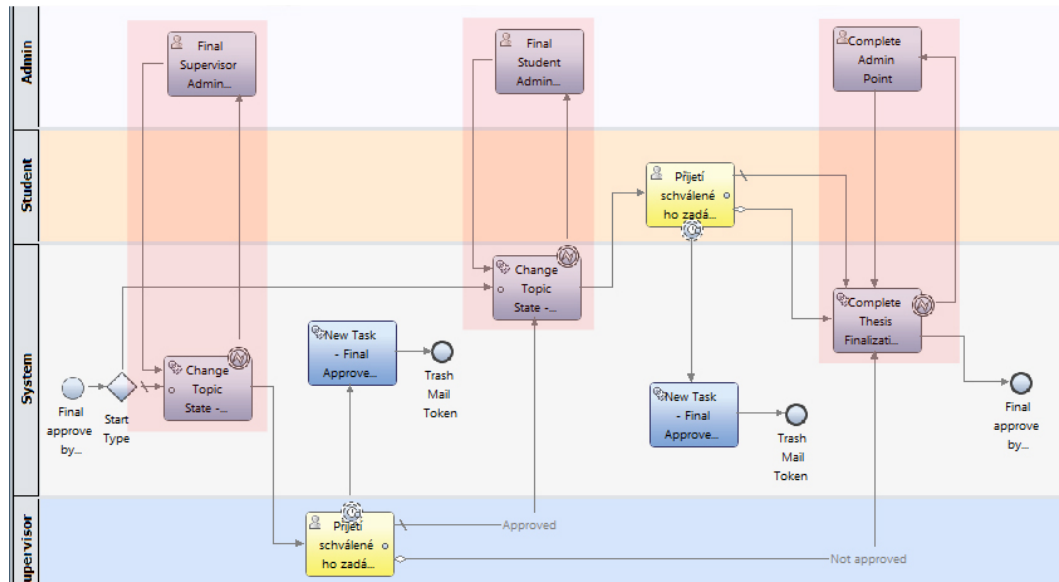 Admin
Final
Supervisor
Admin...
Final
Student
Admin...
Complete
Admin
Point
Student
Přijetí
schválené
ho zadá...
System
Change
Topic
State -...
Complete
Thesis
Finalizati...
New Task
- Final
Approve...
Trash
Mail
Token
Final
approve
by...
Start
Type
Change
Topic
State -...
New Task
- Final
Approve...
Trash
Mail
Token
Final
approve
by...
upervisor
Přijetí
schválené
ho zadá...
Approved
Not approved